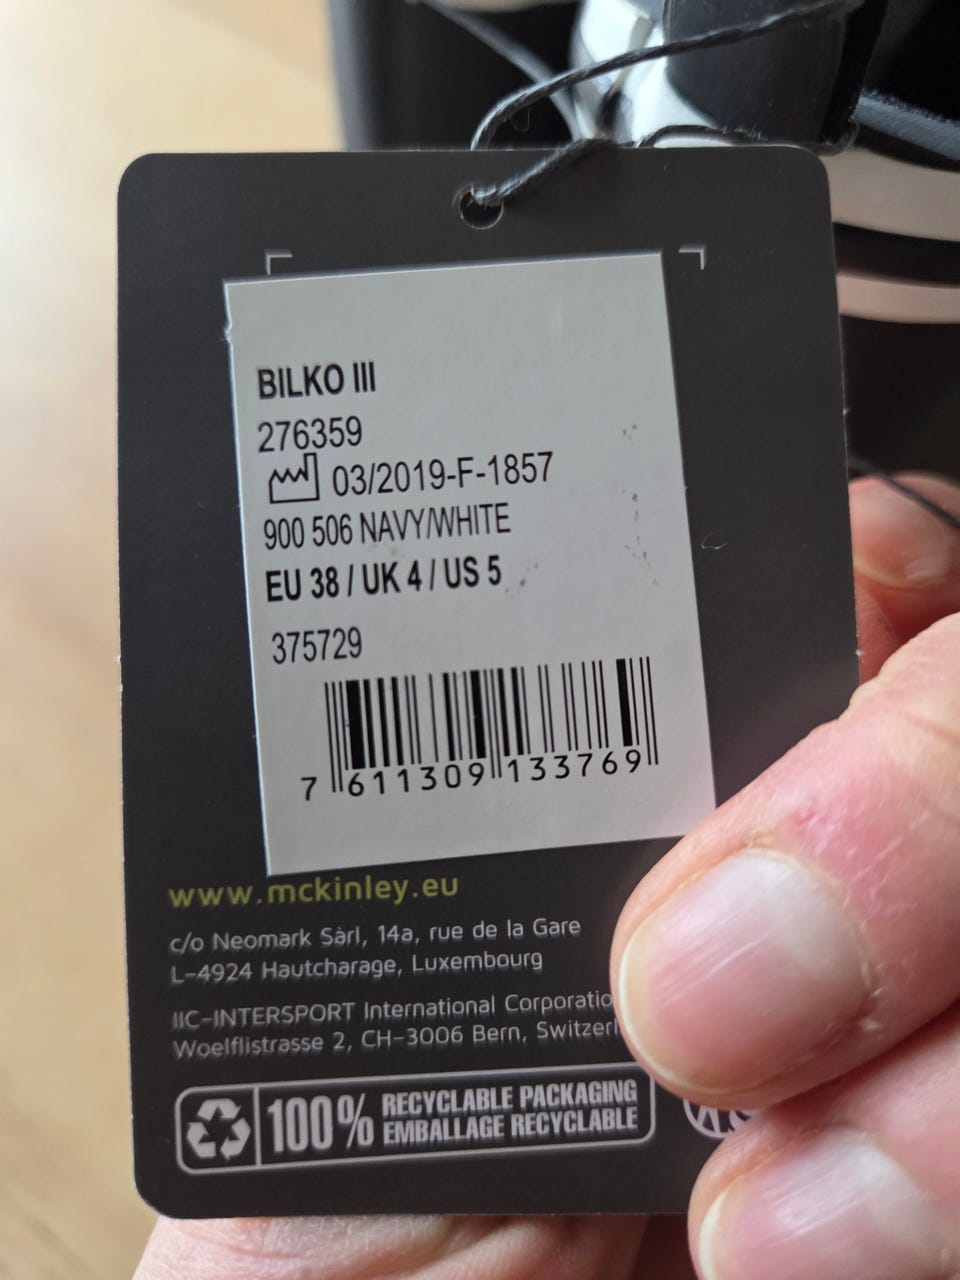 BILKO III
276359
03/2019-F-1857
900 506 NAVY/WHITE
EU 38 / UK 4 / US 5
375729
7 611309 133769
www.mckinley.eu
c/o Neomark Sàrl, 14a, rue de la Gare
L-4924 Hautcharage, Luxembourg
IIC-INTERSPORT International Corporatio
Woelflistrasse 2, CH-3006 Bern, Switzerl
100% RECYCLABLE PACKAGING
EMBALLAGE RECYCLABLE